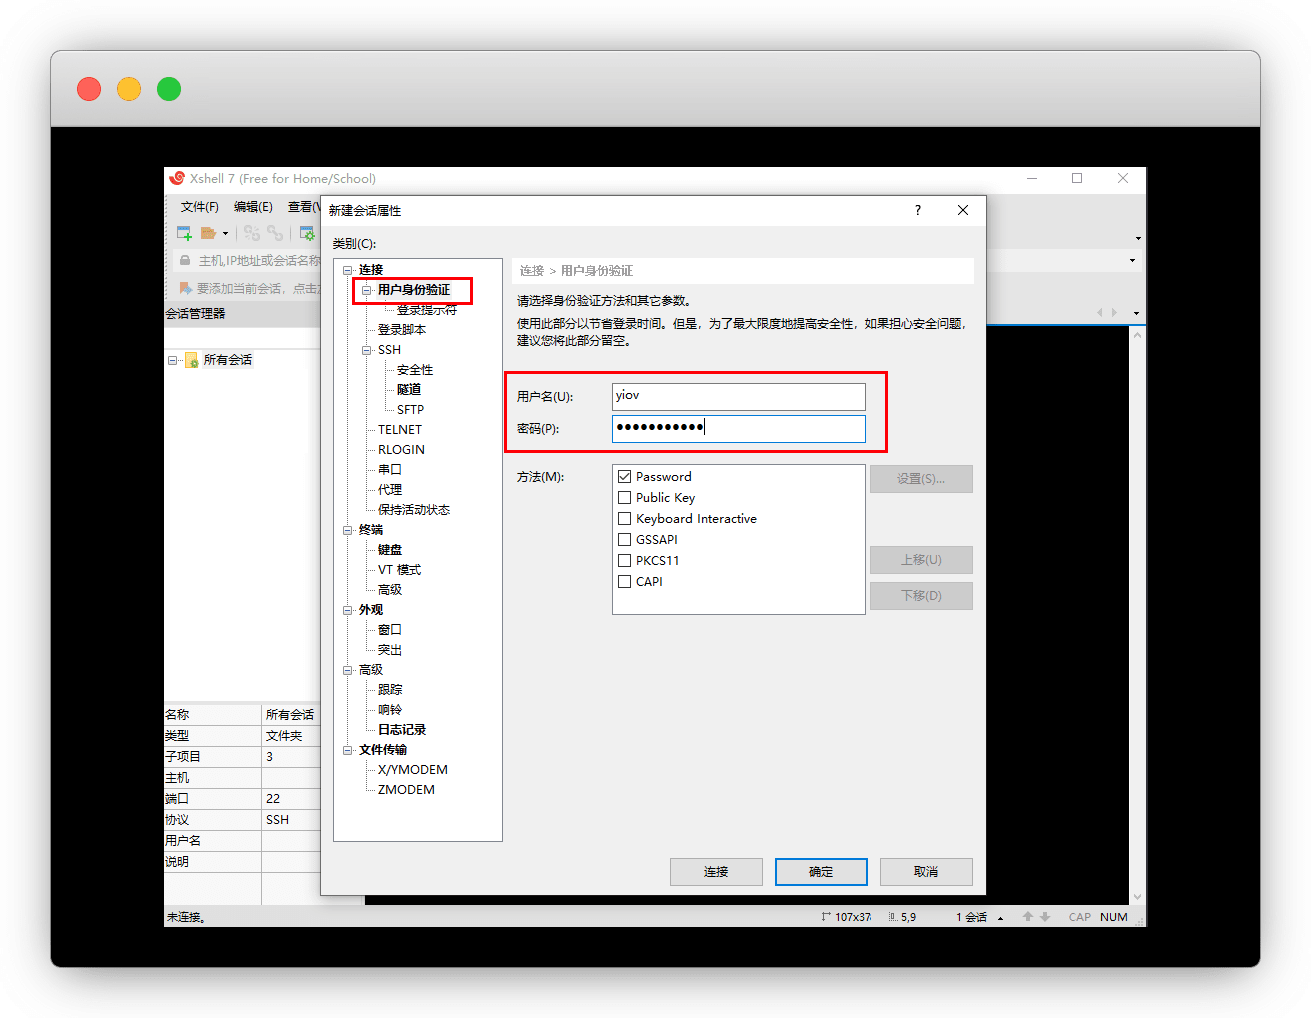 Xshell 7 (Free for Home/School)
文件(F) 编辑(E) 查看(V
主机,IP地址或会话名称
要添加当前会话，点击
会话管理器
所有会话
名称 所有会话
类型 文件夹
子项目 3
主机
端口 22
协议 SSH
用户名
说明
新建会话属性
?
类别(C):
连接
用户身份验证
登录提示符
登录脚本
SSH
安全性
隧道
SFTP
TELNET
RLOGIN
串口
代理
保持活动状态
终端
键盘
VT 模式
高级
外观
窗口
突出
高级
跟踪
响铃
日志记录
文件传输
X/YMODEM
ZMODEM
连接 > 用户身份验证
请选择身份验证方法和其它参数。
使用此部分以节省登录时间。但是，为了最大限度地提高安全性，如果担心安全问题，
建议您将此部分留空。
用户名(U): yiov
密码(P): ●●●●●●●●●●●
方法(M):
Password
Public Key
Keyboard Interactive
GSSAPI
PKCS11
CAPI
设置(S)...
上移(U)
下移(D)
连接 确定 取消
未连接。 107x37 5,9 1 会话 CAP NUM